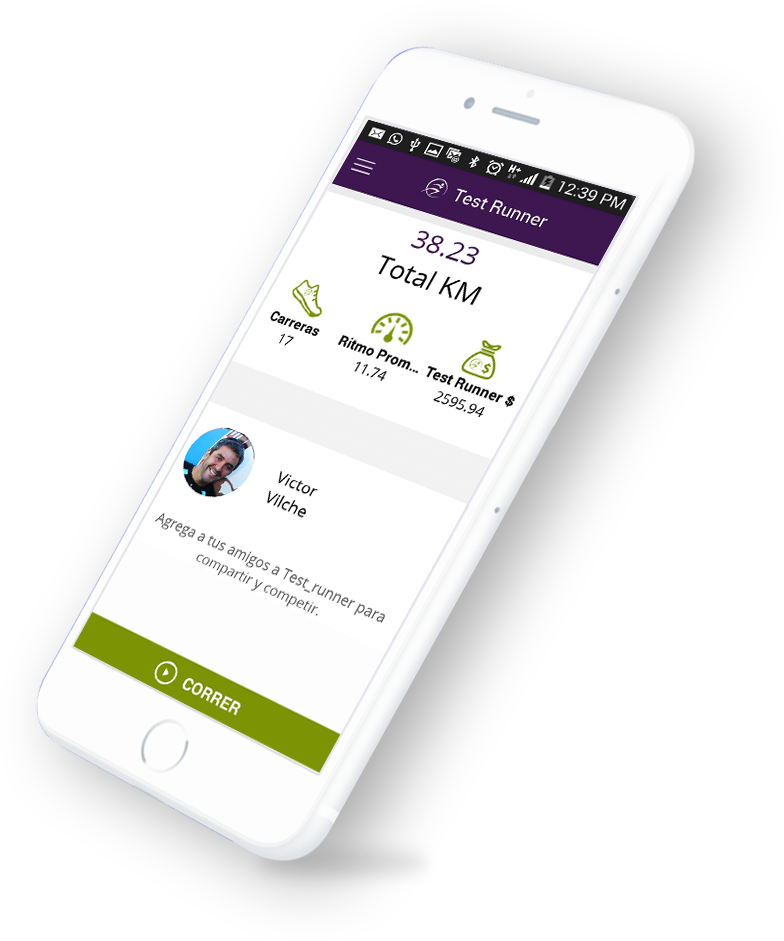 12:39 PM
Test Runner
38.23
Total KM
Carreras
17
Ritmo Prom...
11.74
Test Runner $
2595.94
Victor
Vilche
Agrega a tus amigos a Test_runner para
compartir y competir.
CORRER